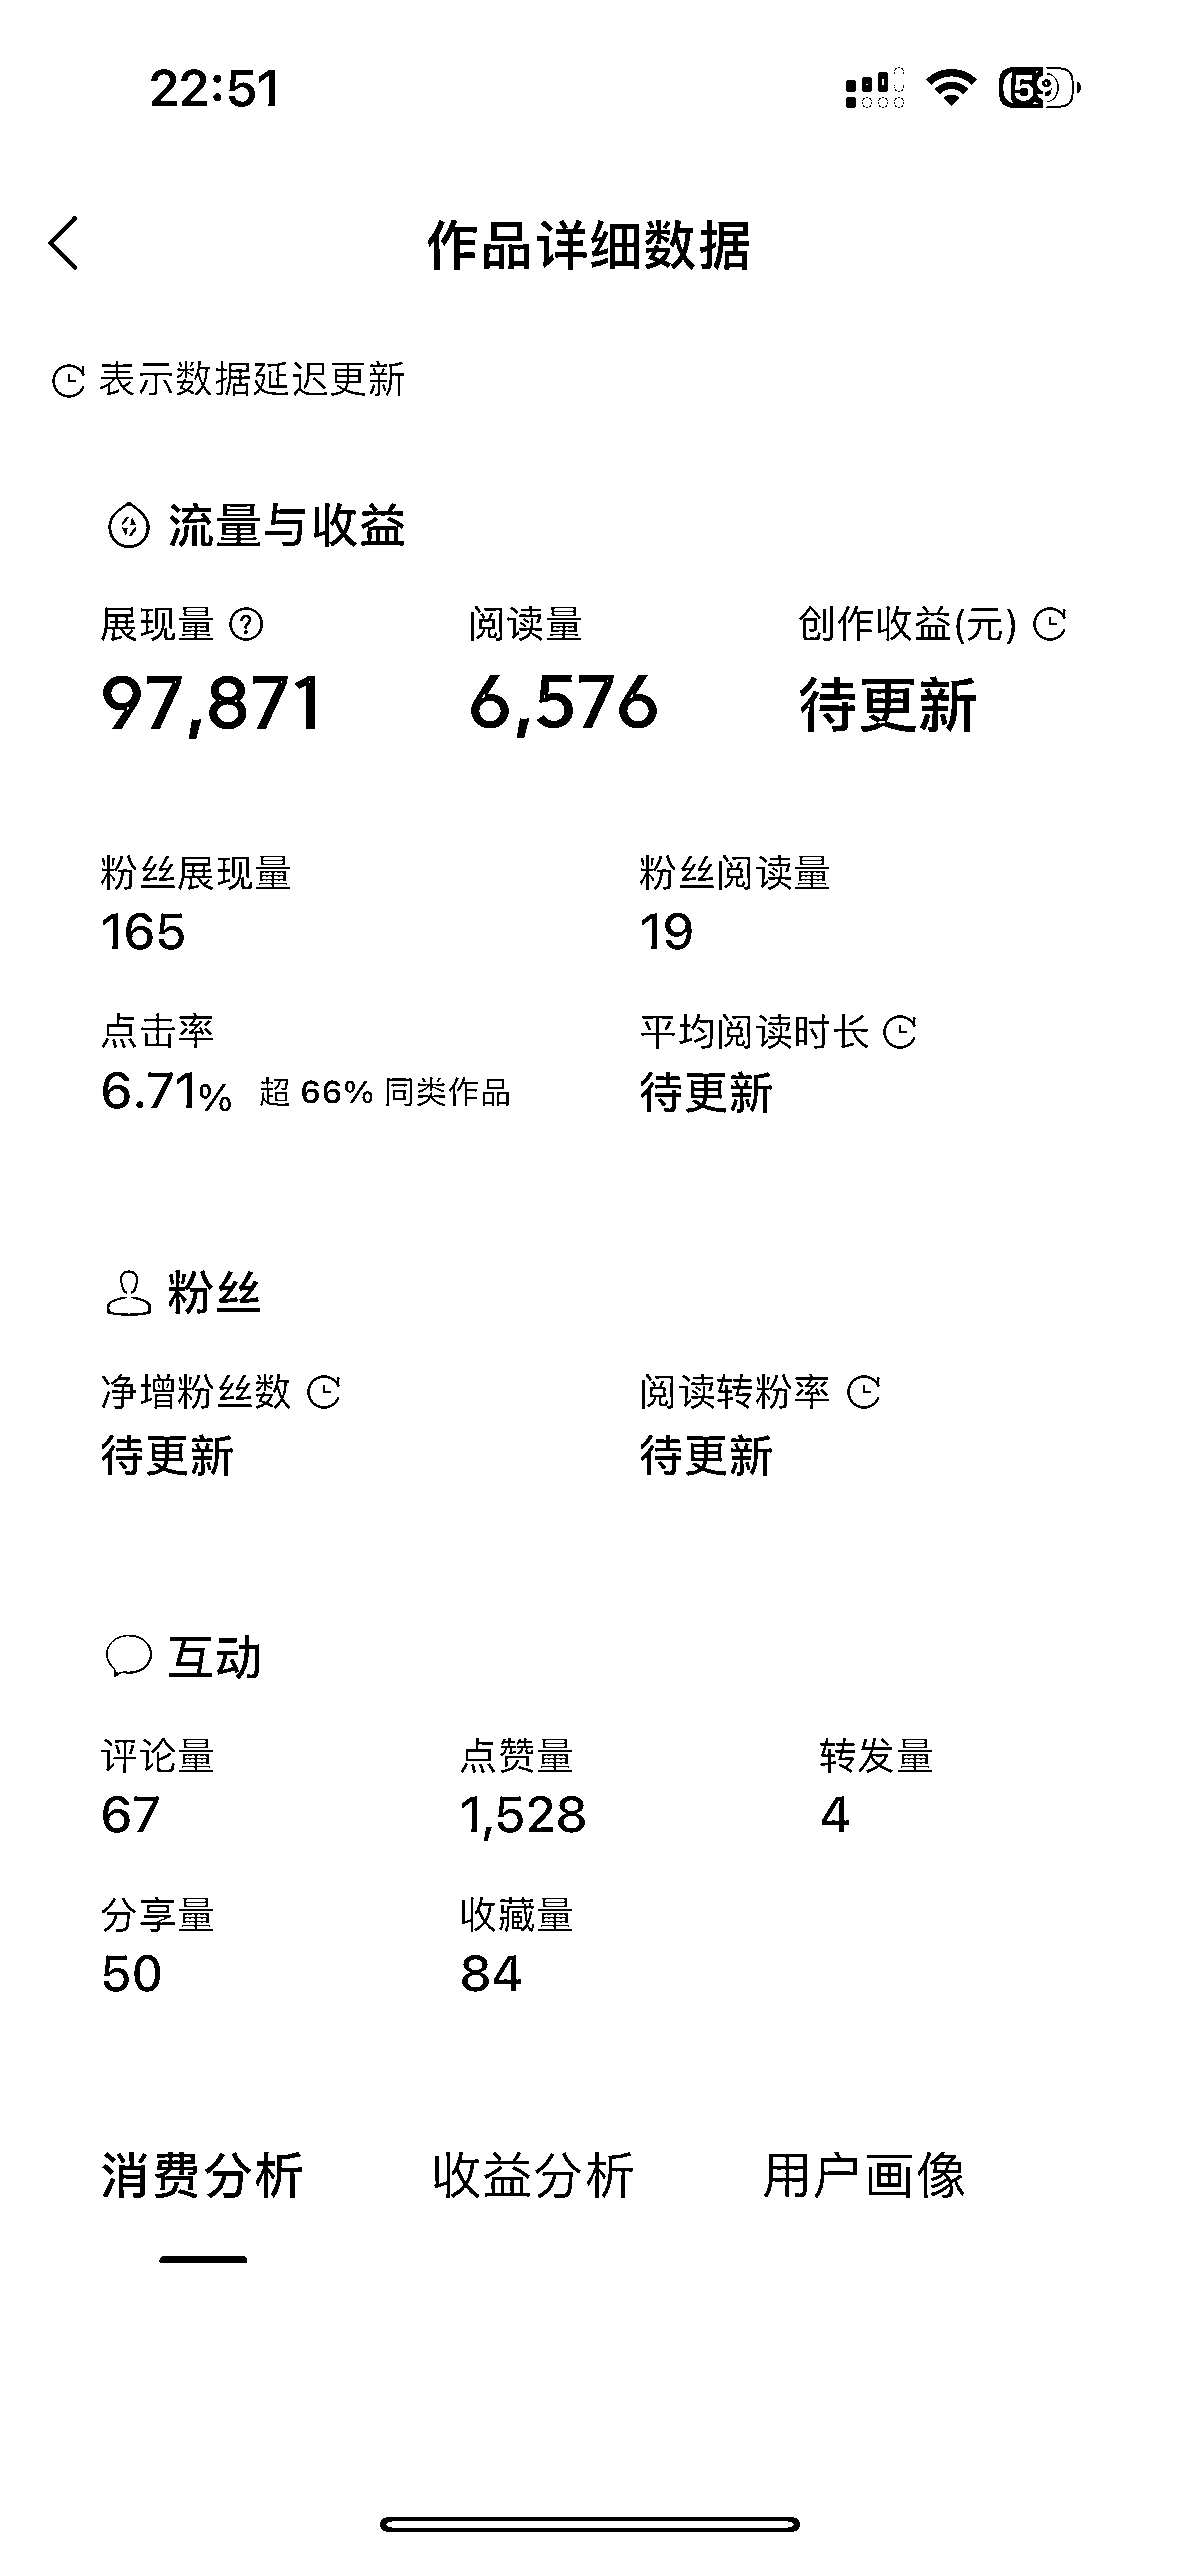 22:51
59
作品详细数据
表示数据延迟更新
流量与收益
展现量 阅读量 创作收益(元)
97,871 6,576 待更新
粉丝展现量 粉丝阅读量
165 19
点击率 平均阅读时长
6.71% 超 66% 同类作品 待更新
粉丝
净增粉丝数 阅读转粉率
待更新 待更新
互动
评论量 点赞量 转发量
67 1,528 4
分享量 收藏量
50 84
消费分析 收益分析 用户画像